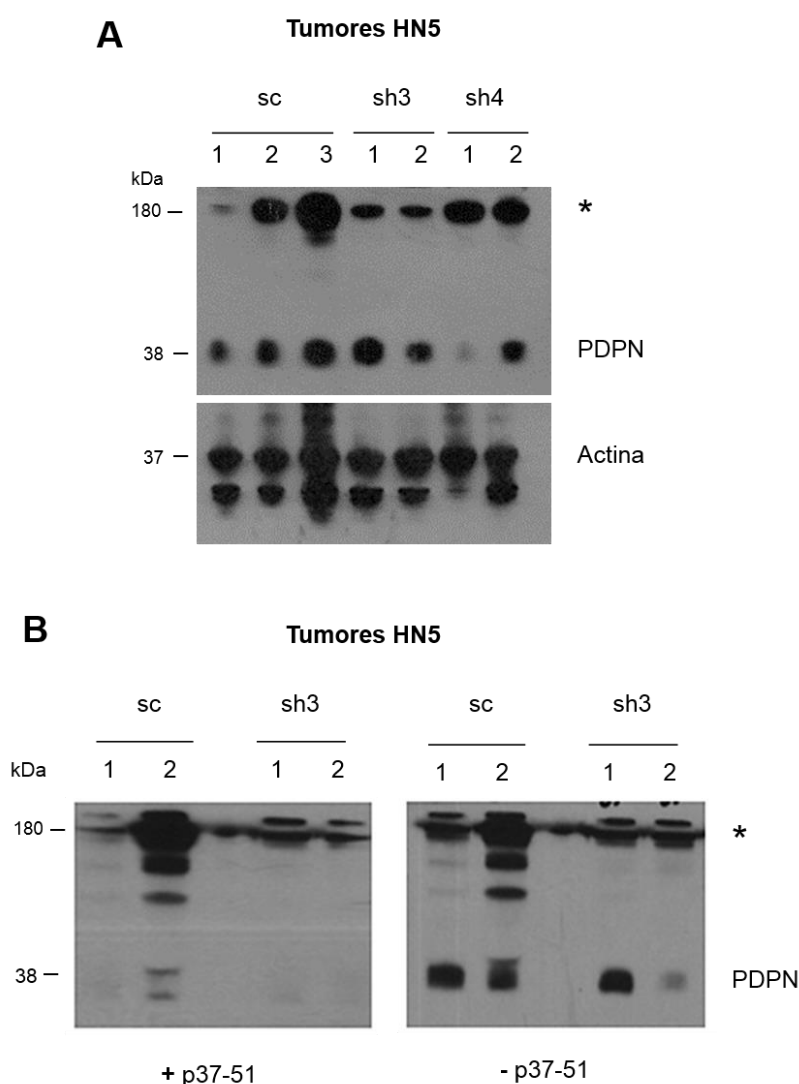 A
Tumores HN5
sc sh3 sh4
1 2 3 1 2 1 2
kDa
180 *
38 PDPN
37 Actina
B
Tumores HN5
sc sh3 sc sh3
kDa 1 2 1 2 1 2 1 2
180 *
38 PDPN
+ p37-51 - p37-51